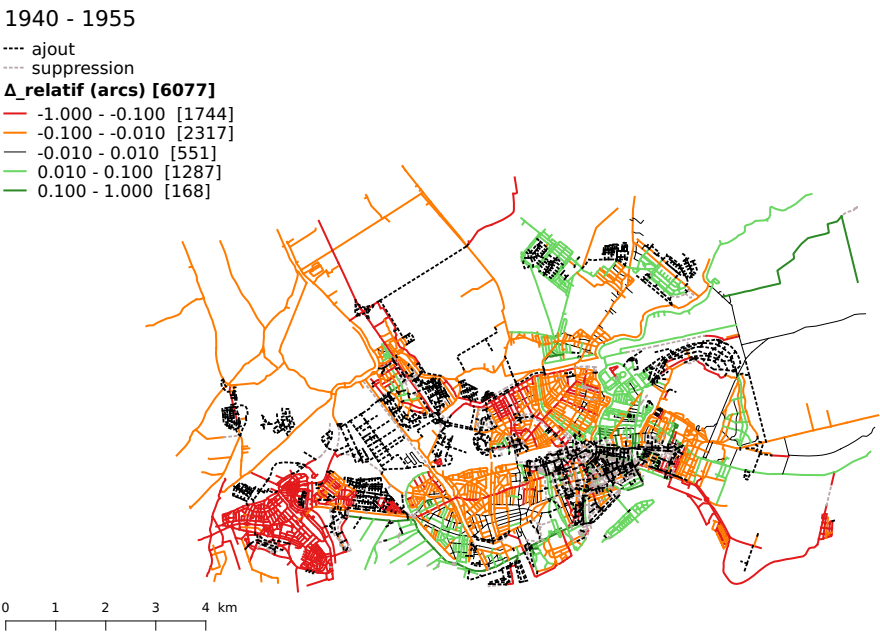 1940 - 1955
ajout
suppression
Δ_relatif (arcs) [6077]
-1.000 - -0.100 [1744]
-0.100 - -0.010 [2317]
-0.010 - 0.010 [551]
0.010 - 0.100 [1287]
0.100 - 1.000 [168]
0 1 2 3 4 km